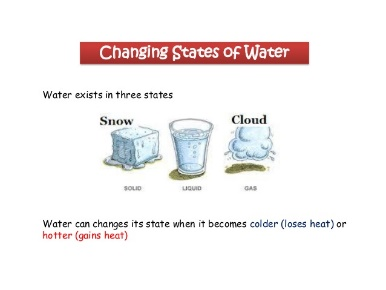 Changing States of Water
Water exists in three states
Snow
Cloud
SOLID
LIQUID
GAS
Water can changes its state when it becomes colder (loses heat) or
hotter (gains heat)